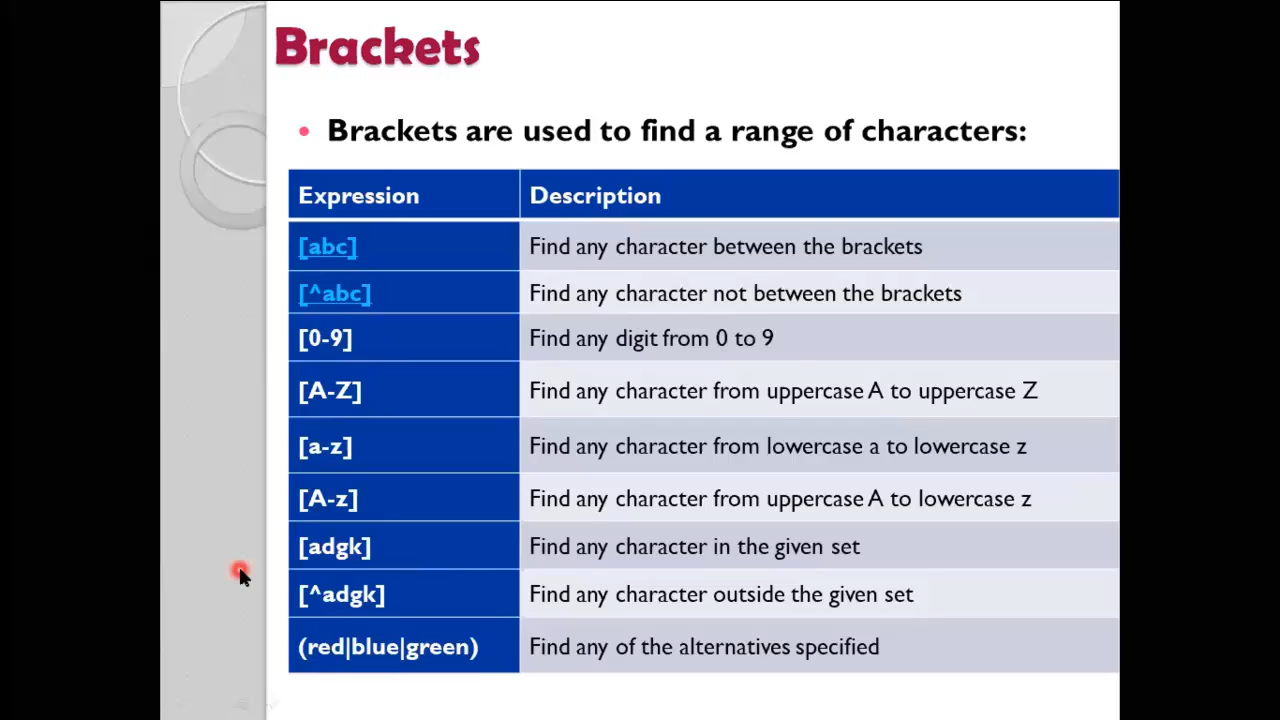 Brackets
• Brackets are used to find a range of characters:
Expression Description
[abc] Find any character between the brackets
[^abc] Find any character not between the brackets
[0-9] Find any digit from 0 to 9
[A-Z] Find any character from uppercase A to uppercase Z
[a-z] Find any character from lowercase a to lowercase z
[A-z] Find any character from uppercase A to lowercase z
[adgk] Find any character in the given set
[^adgk] Find any character outside the given set
(red|blue|green) Find any of the alternatives specified